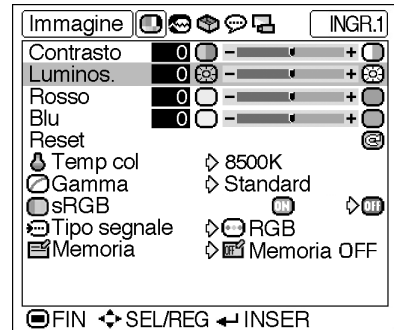 Immagine INGR.1
Contrasto 0 - +
Luminos. 0 - +
Rosso 0 - +
Blu 0 - +
Reset
Temp col 8500K
Gamma Standard
sRGB ON OFF
Tipo segnale RGB
Memoria OFF Memoria OFF
FIN SEL/REG INSER